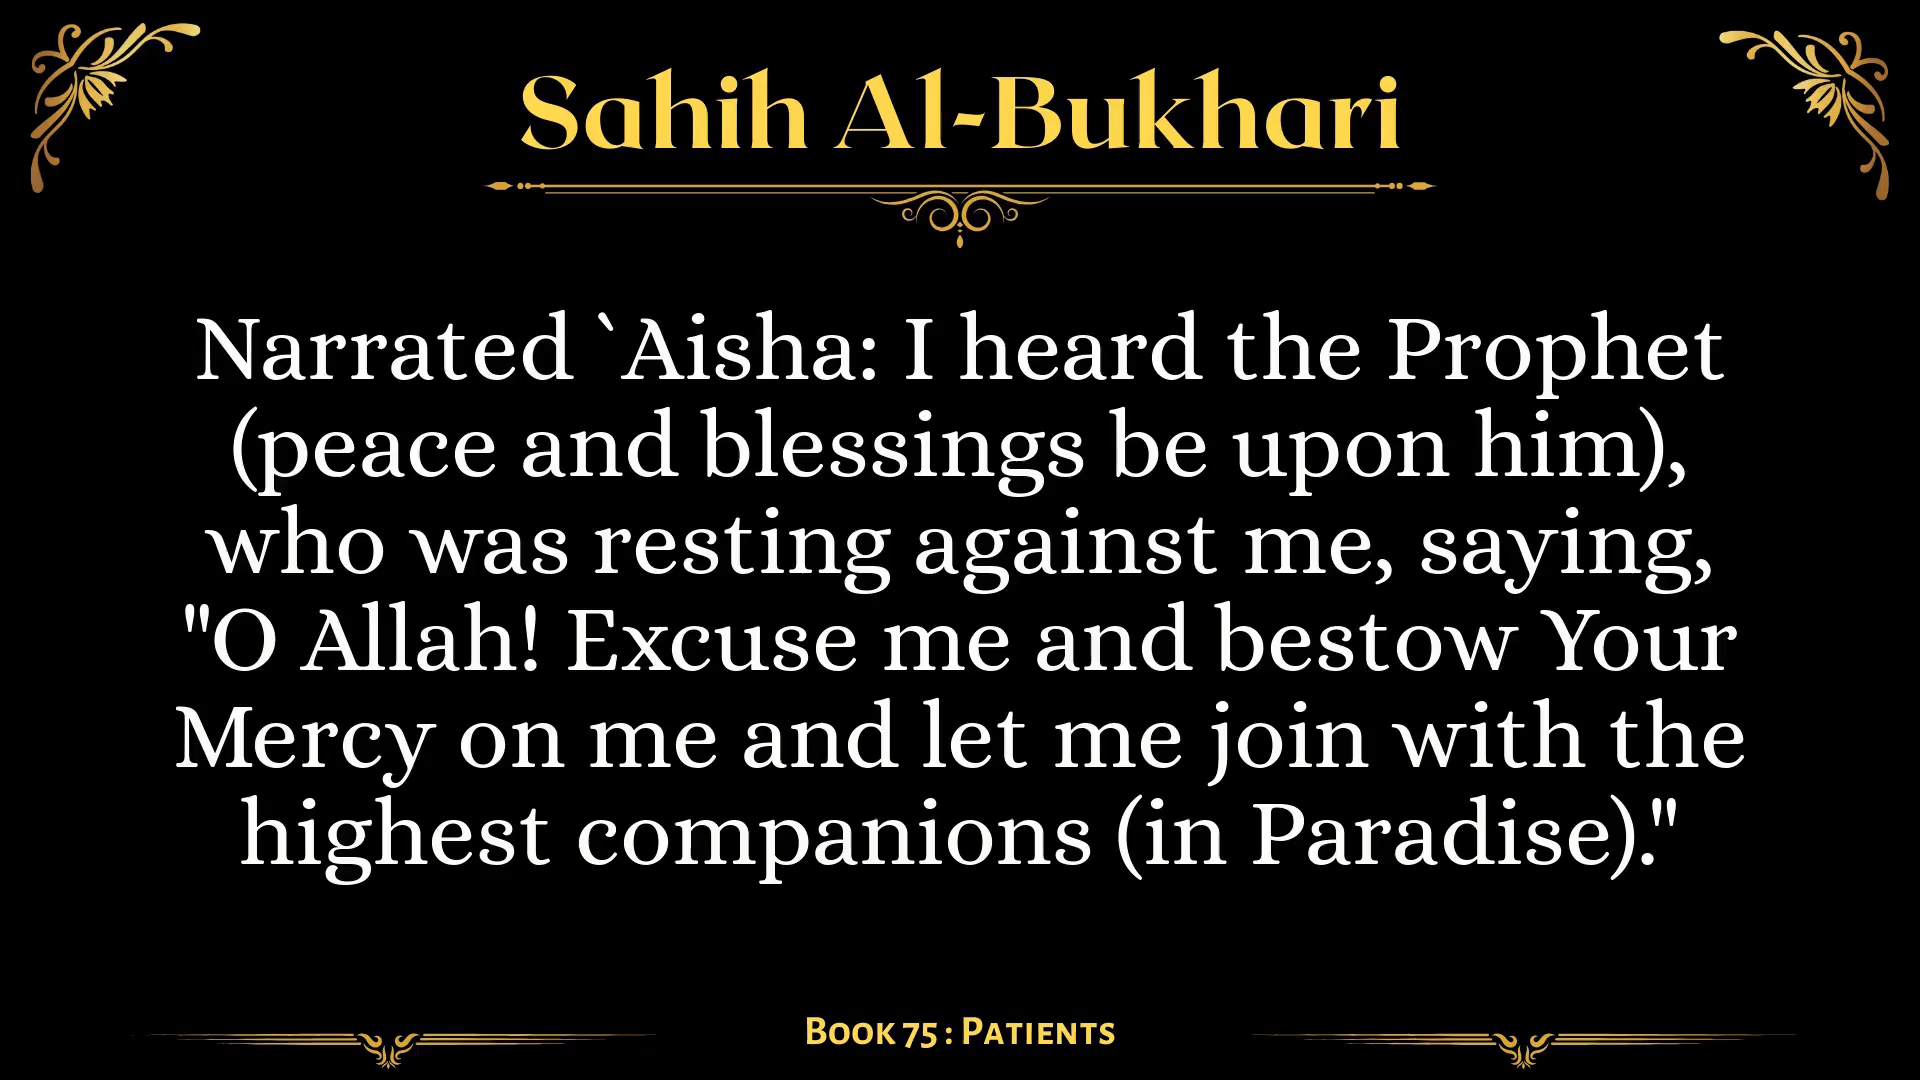 Sahih Al-Bukhari
Narrated `Aisha: I heard the Prophet
(peace and blessings be upon him),
who was resting against me, saying,
"O Allah! Excuse me and bestow Your
Mercy on me and let me join with the
highest companions (in Paradise)."
Book 75 : Patients